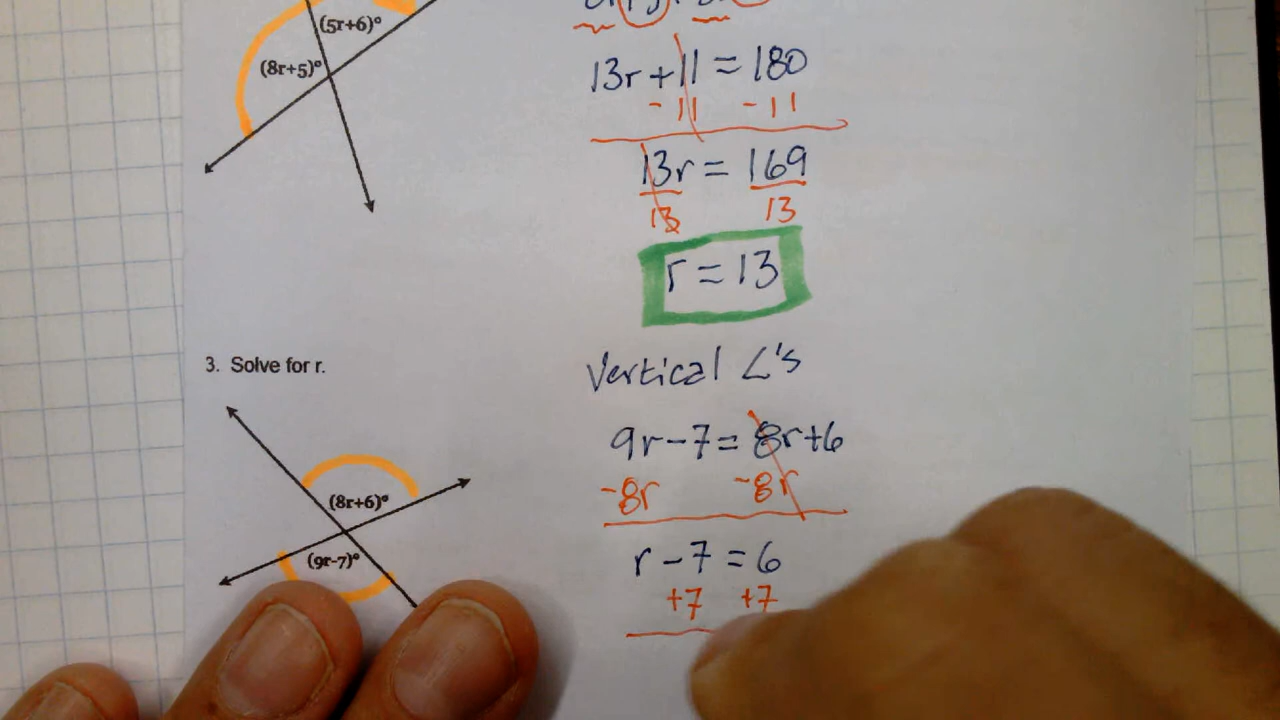 (5r+6)°
(8r+5)°
13r+11=180
-11 -11
13r=169
13 13
r=13
3. Solve for r.
Vertical ∠'s
(8r+6)°
(9r-7)°
9r-7=8r+6
-8r -8r
r-7=6
+7 +7